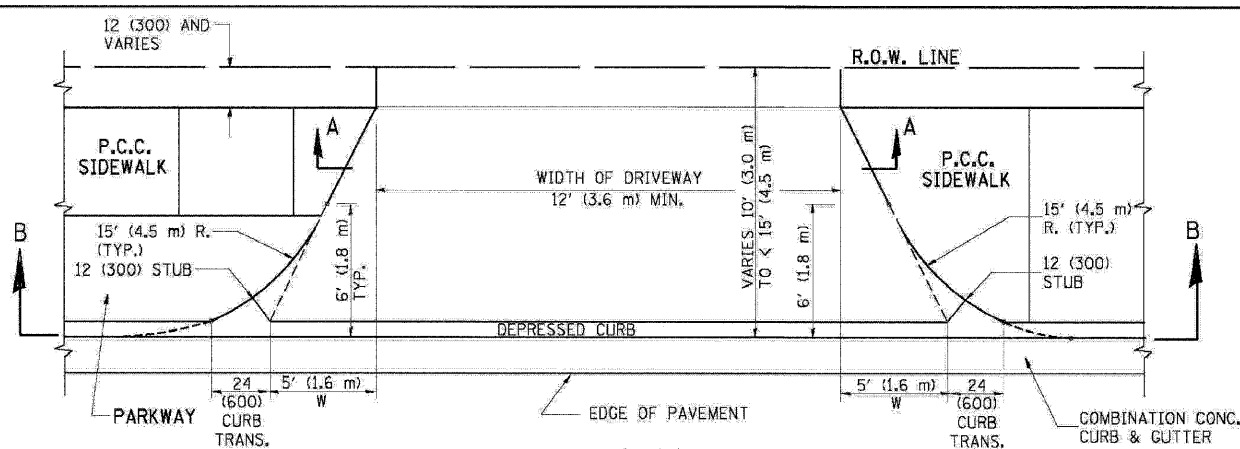 12 (300) AND
VARIES
R.O.W. LINE
A
A
P.C.C.
SIDEWALK
P.C.C.
SIDEWALK
WIDTH OF DRIVEWAY
12' (3.6 m) MIN.
VARIES 10' (3.0 m)
TO < 15' (4.5 m)
B
B
15' (4.5 m) R.
(TYP.)
12 (300) STUB
6' (1.8 m)
TYP.
6' (1.8 m)
15' (4.5 m)
R. (TYP.)
12 (300)
STUB
DEPRESSED CURB
PARKWAY
24
(600)
CURB
TRANS.
5' (1.6 m)
W
EDGE OF PAVEMENT
5' (1.6 m)
W
24
(600)
CURB
TRANS.
COMBINATION CONC.
CURB & GUTTER